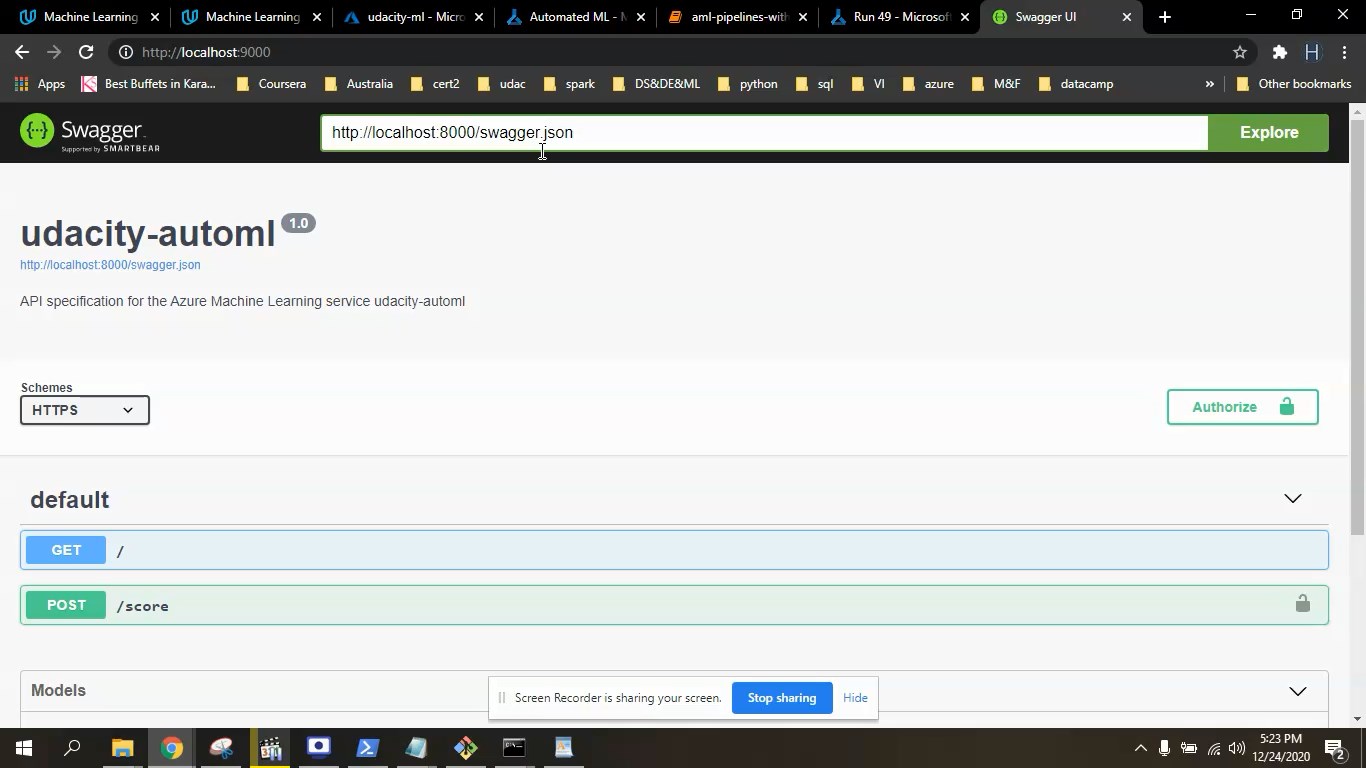 Machine Learning
Machine Learning
udacity-ml - Micro
Automated ML - M
aml-pipelines-with
Run 49 - Microsoft
Swagger UI
http://localhost:9000
H
Apps
Best Buffets in Kara...
Coursera
Australia
cert2
udac
spark
DS&DE&ML
python
sql
VI
azure
M&F
datacamp
»
Other bookmarks
Swagger
Supported by SMARTBEAR
http://localhost:8000/swagger.json
Explore
udacity-automl 1.0
http://localhost:8000/swagger.json
API specification for the Azure Machine Learning service udacity-automl
Schemes
HTTPS
Authorize
default
GET /
POST /score
Models
Screen Recorder is sharing your screen.
Stop sharing
Hide
5:23 PM
12/24/2020
2